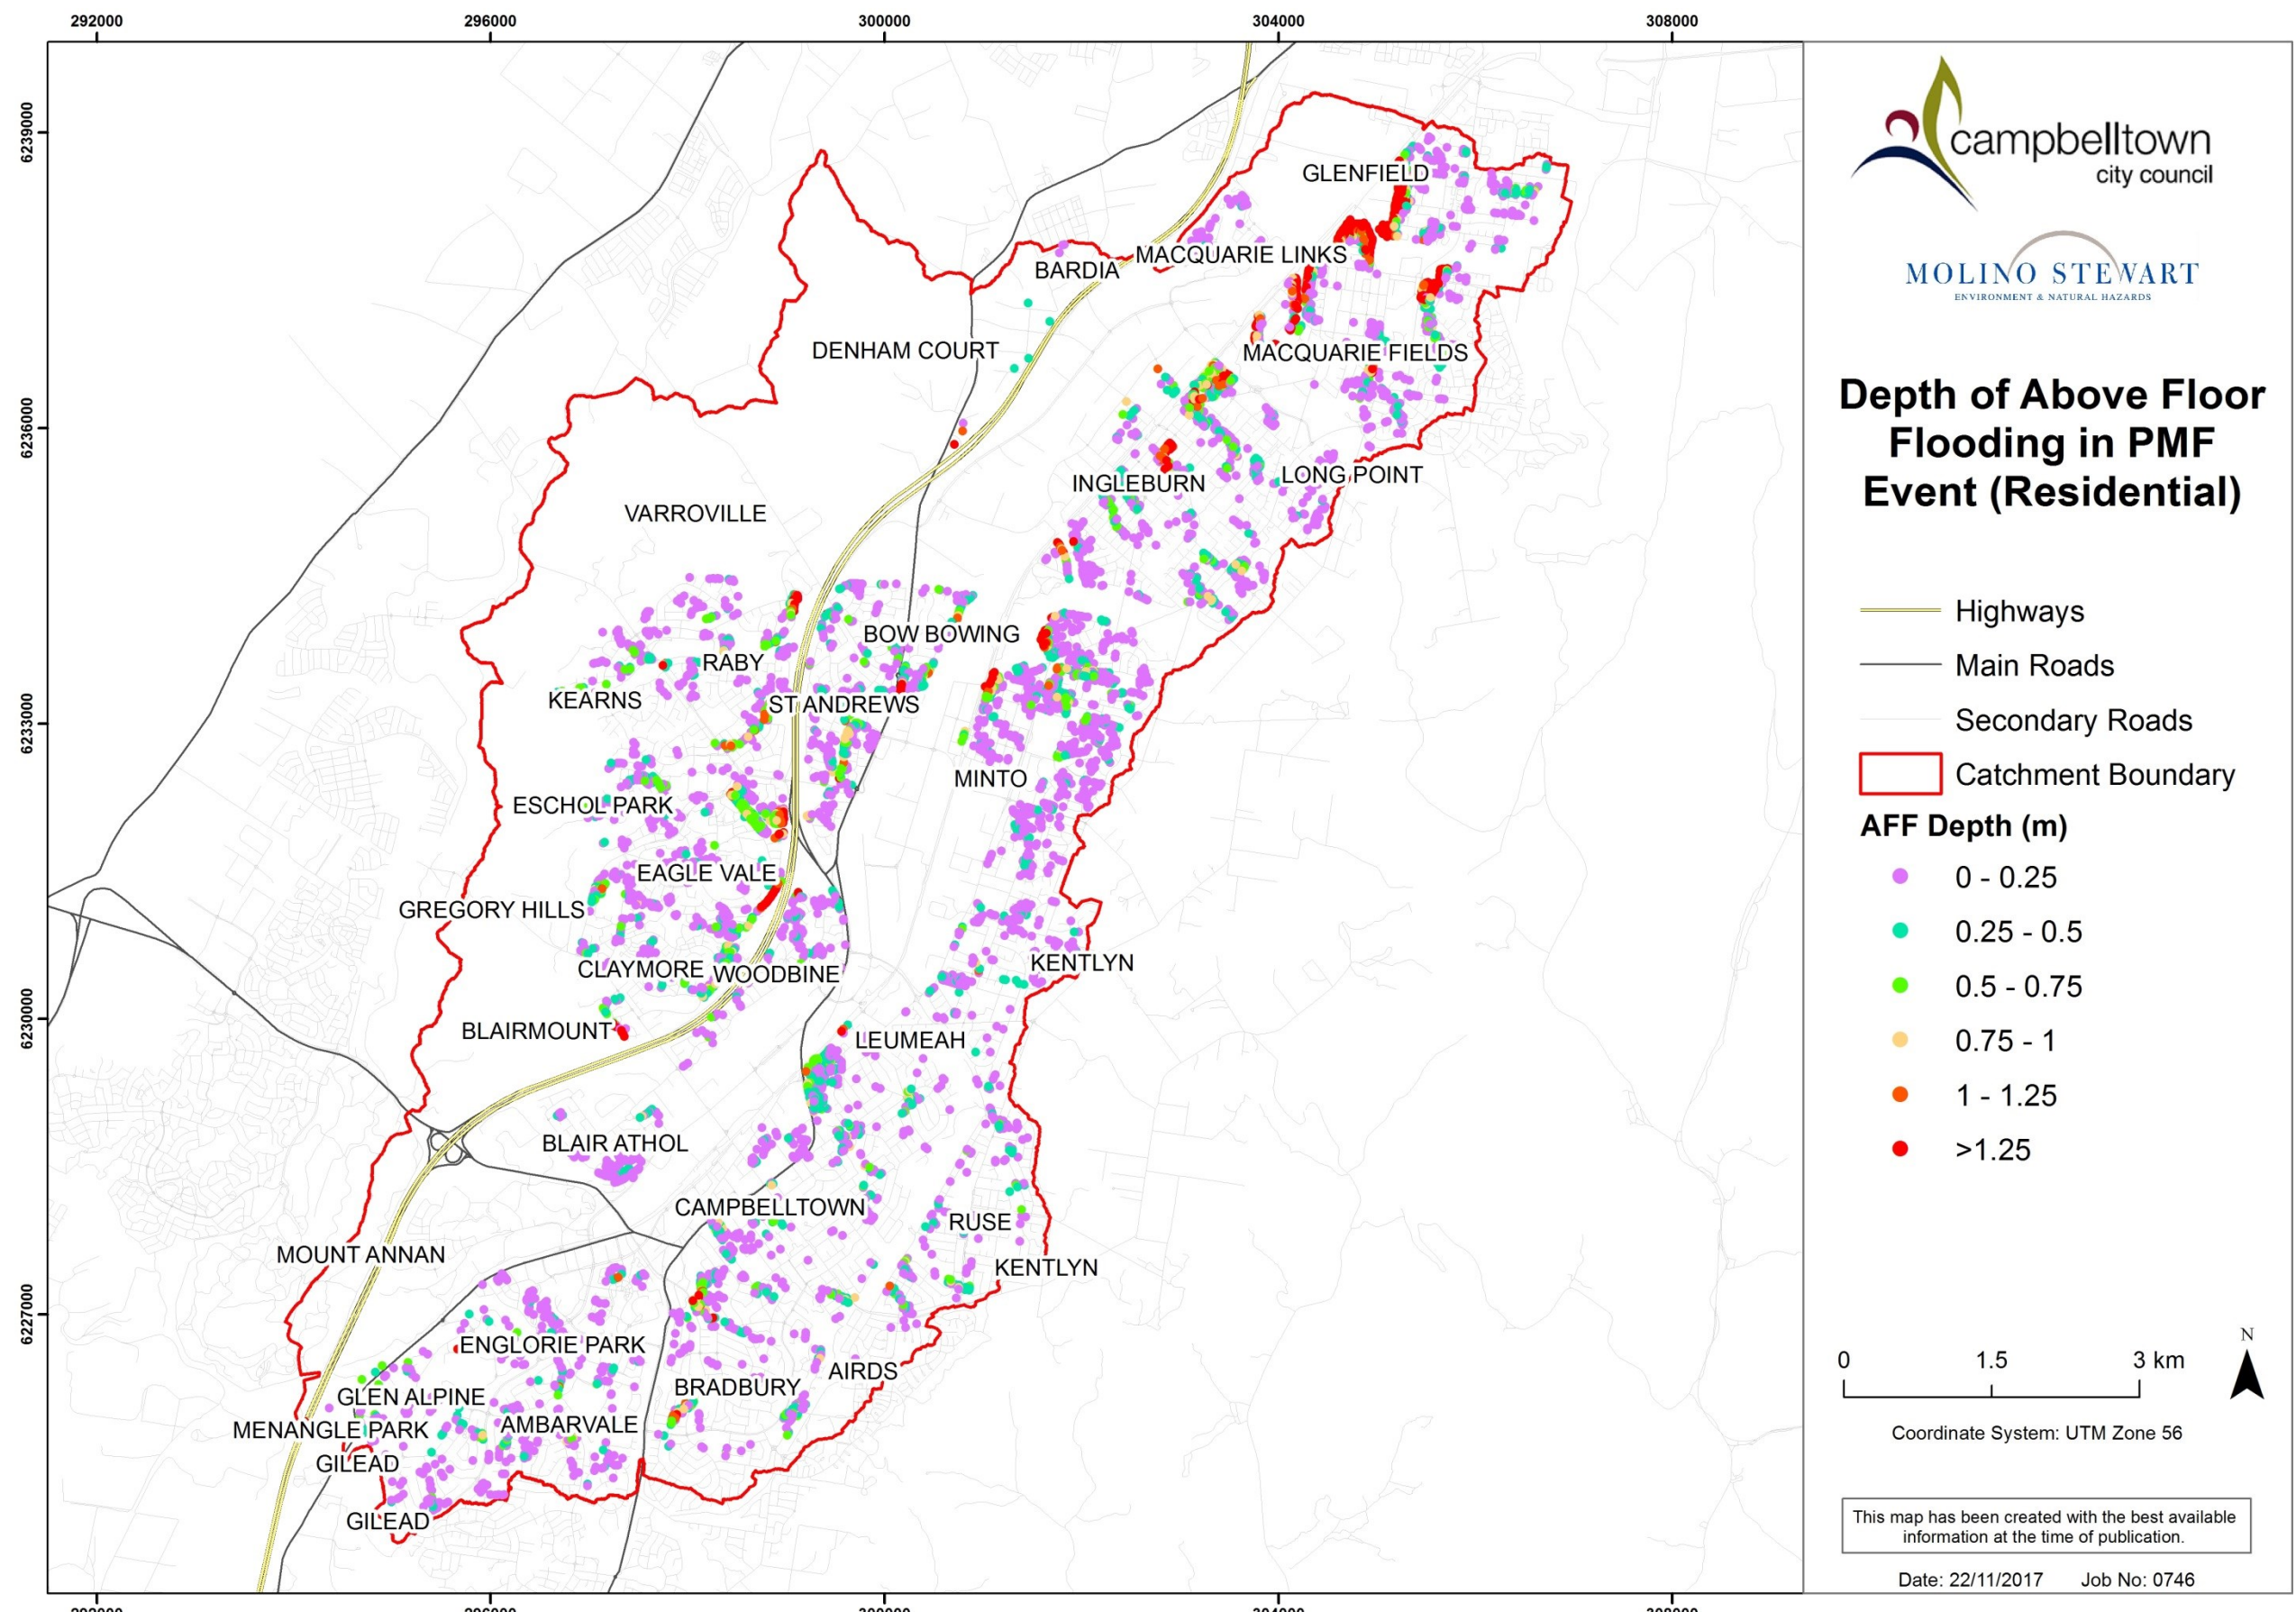 292000
296000
300000
304000
308000
6239000
6236000
6233000
6230000
6227000
GLENFIELD
MACQUARIE LINKS
BARDIA
DENHAM COURT
MACQUARIE FIELDS
INGLEBURN
LONG POINT
VARROVILLE
BOW BOWING
RABY
KEARNS
ST ANDREWS
MINTO
ESCHOL PARK
EAGLE VALE
GREGORY HILLS
CLAYMORE
WOODBINE
KENTLYN
BLAIRMOUNT
LEUMEAH
BLAIR ATHOL
CAMPBELLTOWN
RUSE
MOUNT ANNAN
KENTLYN
ENGLORIE PARK
AIRDS
BRADBURY
GLEN ALPINE
AMBARVALE
MENANGLE PARK
GILEAD
GILEAD
campbelltown
city council
MOLINO STEWART
ENVIRONMENT & NATURAL HAZARDS
Depth of Above Floor
Flooding in PMF
Event (Residential)
Highways
Main Roads
Secondary Roads
Catchment Boundary
AFF Depth (m)
0 - 0.25
0.25 - 0.5
0.5 - 0.75
0.75 - 1
1 - 1.25
>1.25
N
0 1.5 3 km
Coordinate System: UTM Zone 56
This map has been created with the best available
information at the time of publication.
Date: 22/11/2017 Job No: 0746